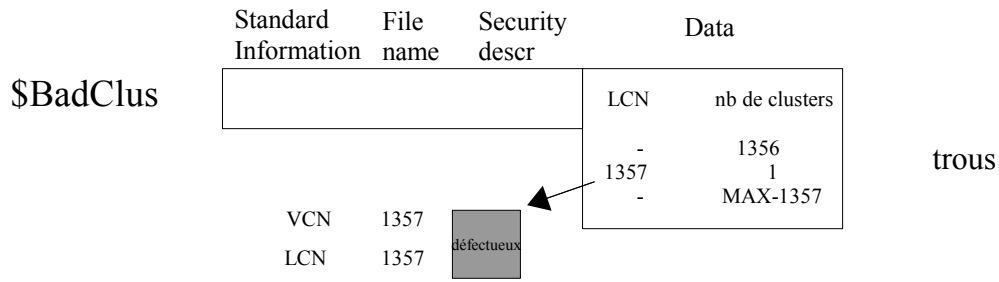 Standard Information
File name
Security descr
Data
$BadClus
LCN nb de clusters
- 1356
1357 1
- MAX-1357
trous
VCN 1357
LCN 1357
défectueux